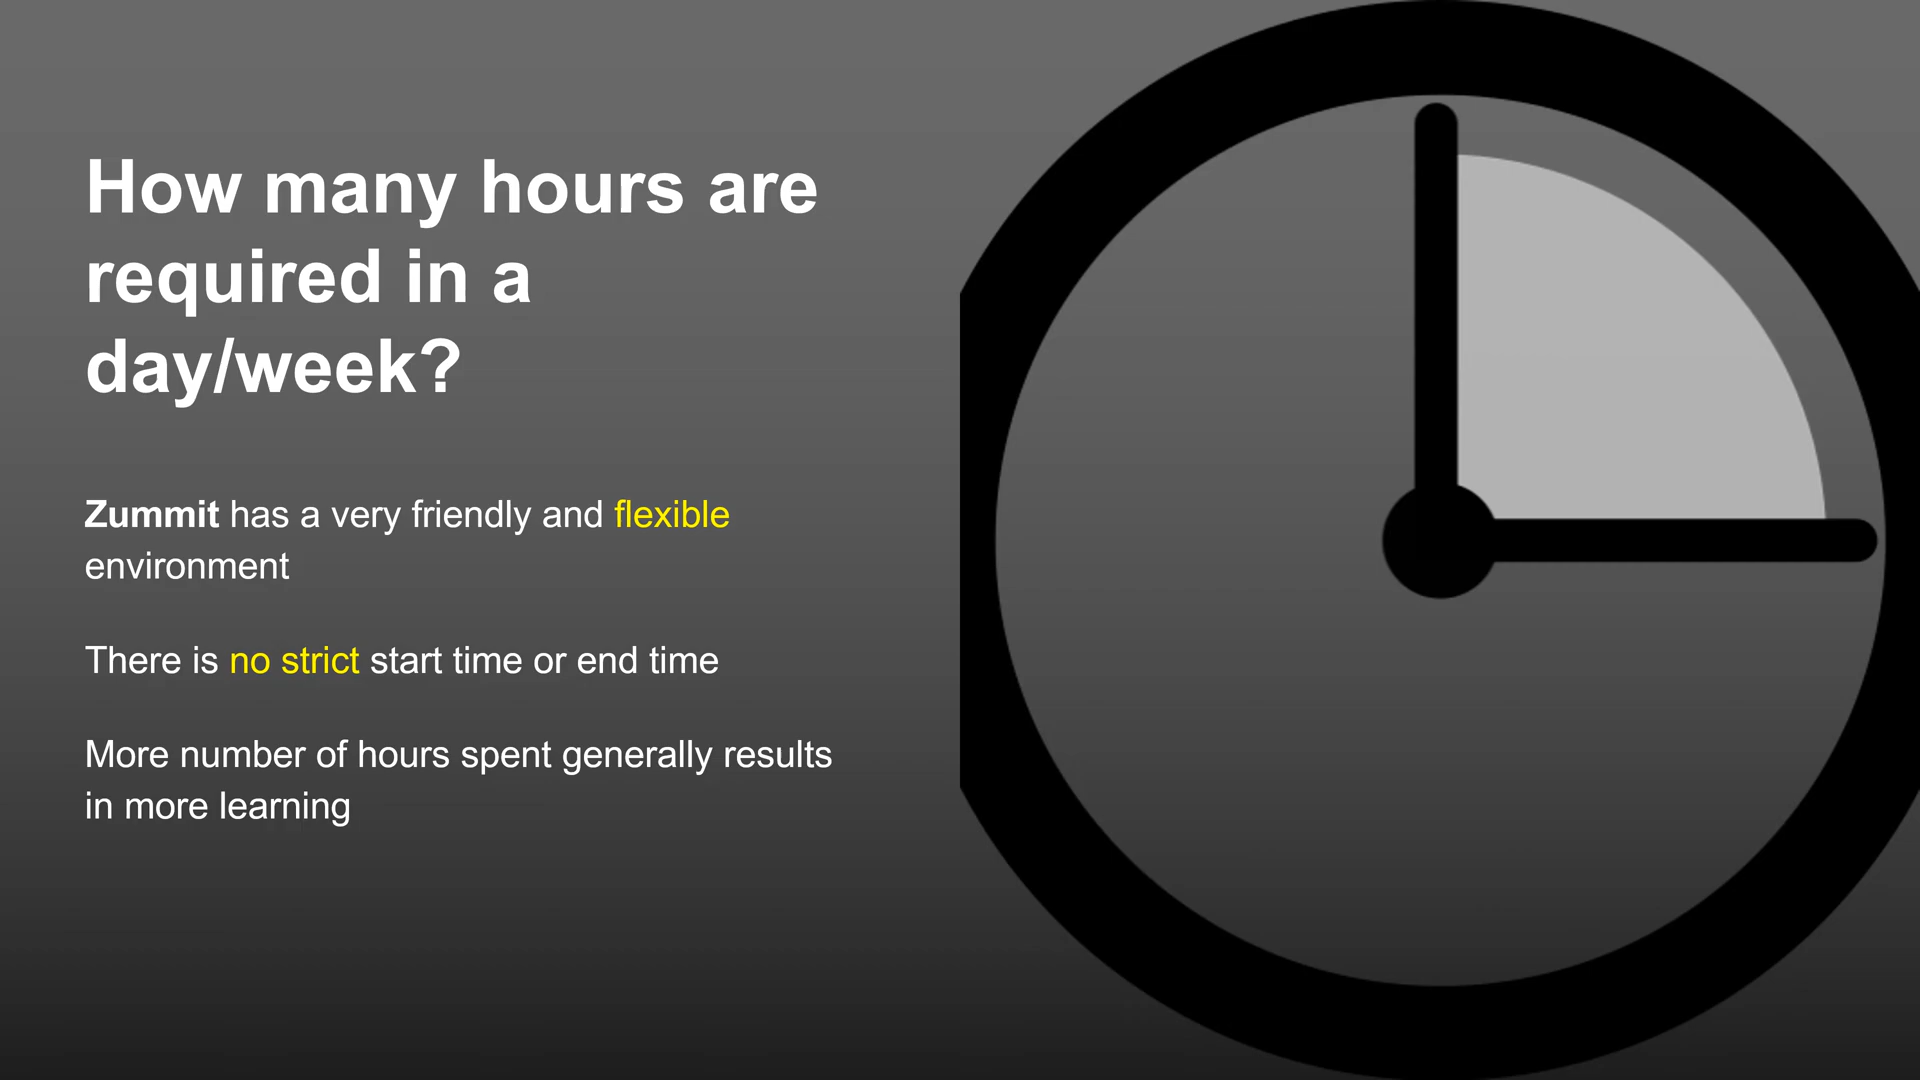 How many hours are
required in a
day/week?
Zummit has a very friendly and flexible
environment
There is no strict start time or end time
More number of hours spent generally results
in more learning